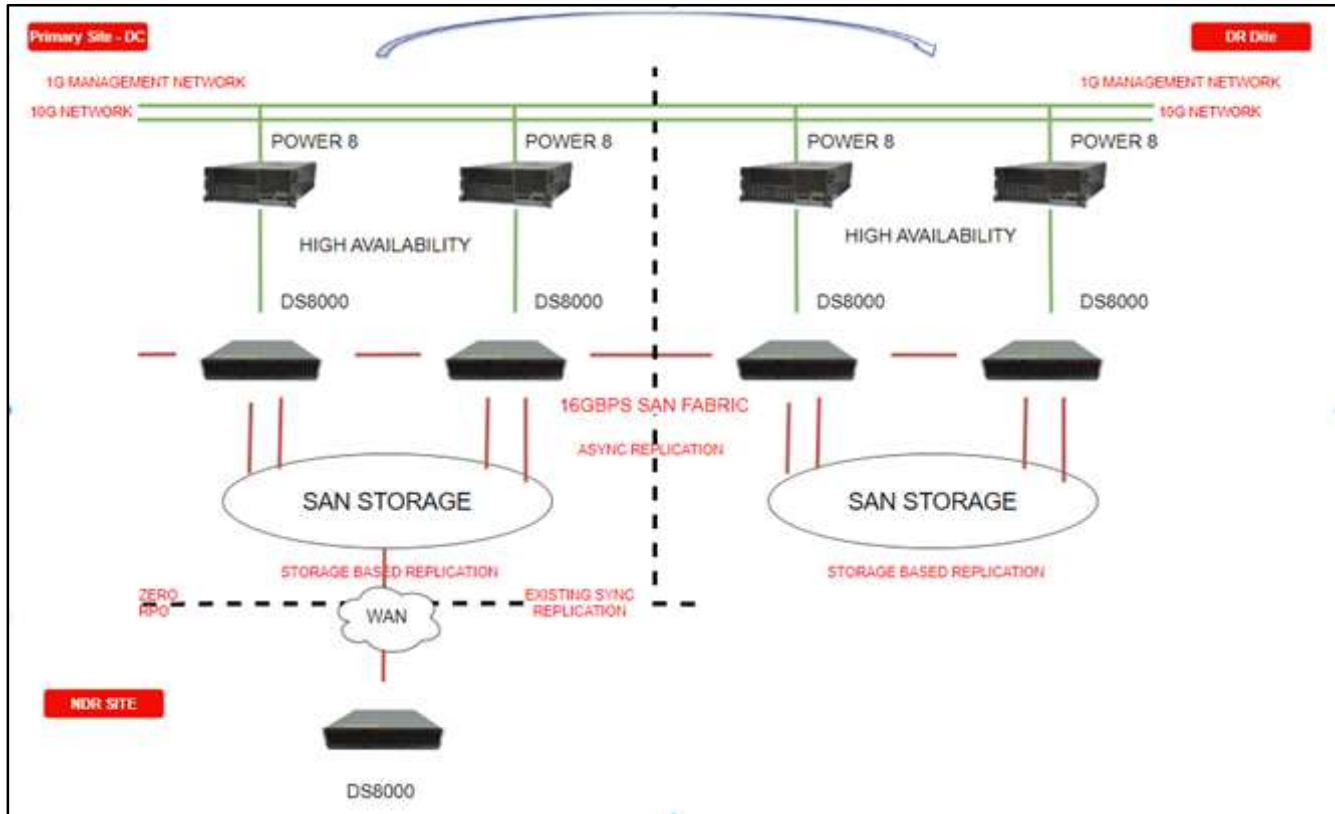 Primary Site - DC
DR Dite
1G MANAGEMENT NETWORK
1G MANAGEMENT NETWORK
10G NETWORK
10G NETWORK
POWER 8
POWER 8
POWER 8
POWER 8
HIGH AVAILABILITY
HIGH AVAILABILITY
DS8000
DS8000
DS8000
DS8000
16GBPS SAN FABRIC
ASYNC REPLICATION
SAN STORAGE
SAN STORAGE
STORAGE BASED REPLICATION
STORAGE BASED REPLICATION
ZERO
RPO
WAN
EXISTING SYNC
REPLICATION
NDR SITE
DS8000